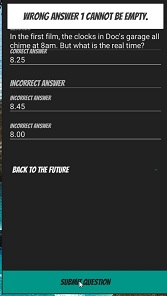 WRONG ANSWER 1 CANNOT BE EMPTY.
In the first film, the clocks in Doc's garage all
chime at 8am. But what is the real time?
CORRECT ANSWER
8.25
INCORRECT ANSWER
INCORRECT ANSWER
8.45
INCORRECT ANSWER
8.00
BACK TO THE FUTURE
SUBMIT QUESTION